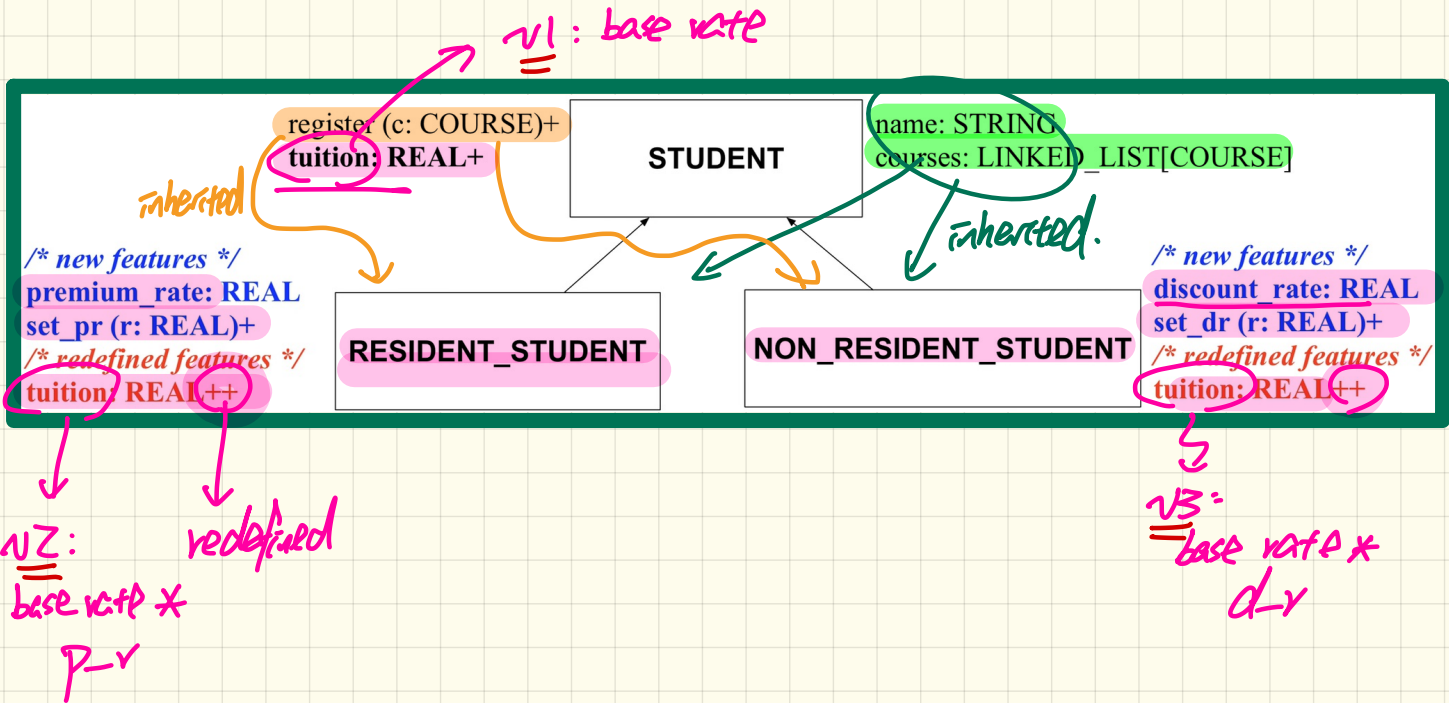 v1: base rate
register (c: COURSE)+
tuition: REAL+
STUDENT
name: STRING
courses: LINKED_LIST[COURSE]
inherited
inherited.
/* new features */
premium_rate: REAL
set_pr (r: REAL)+
/* redefined features */
tuition: REAL++
RESIDENT_STUDENT
NON_RESIDENT_STUDENT
/* new features */
discount_rate: REAL
set_dr (r: REAL)+
/* redefined features */
tuition: REAL++
v2:
base rate *
p_r
redefined
v3:
base rate *
d_r